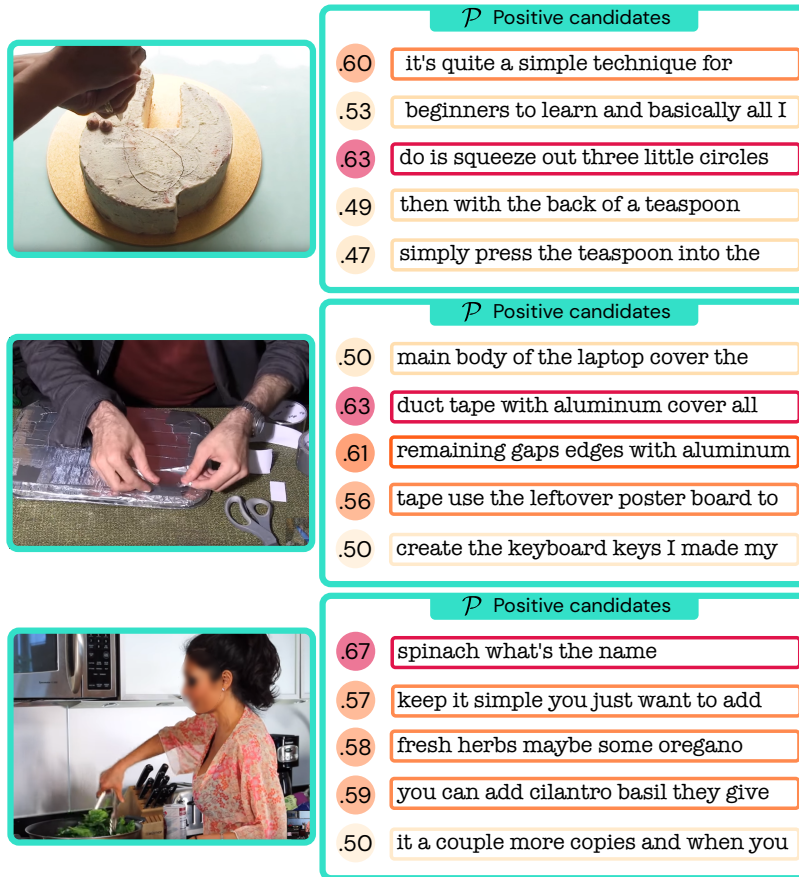 𝒫 Positive candidates
.60 it's quite a simple technique for
.53 beginners to learn and basically all I
.63 do is squeeze out three little circles
.49 then with the back of a teaspoon
.47 simply press the teaspoon into the
𝒫 Positive candidates
.50 main body of the laptop cover the
.63 duct tape with aluminum cover all
.61 remaining gaps edges with aluminum
.56 tape use the leftover poster board to
.50 create the keyboard keys I made my
𝒫 Positive candidates
.67 spinach what's the name
.57 keep it simple you just want to add
.58 fresh herbs maybe some oregano
.59 you can add cilantro basil they give
.50 it a couple more copies and when you